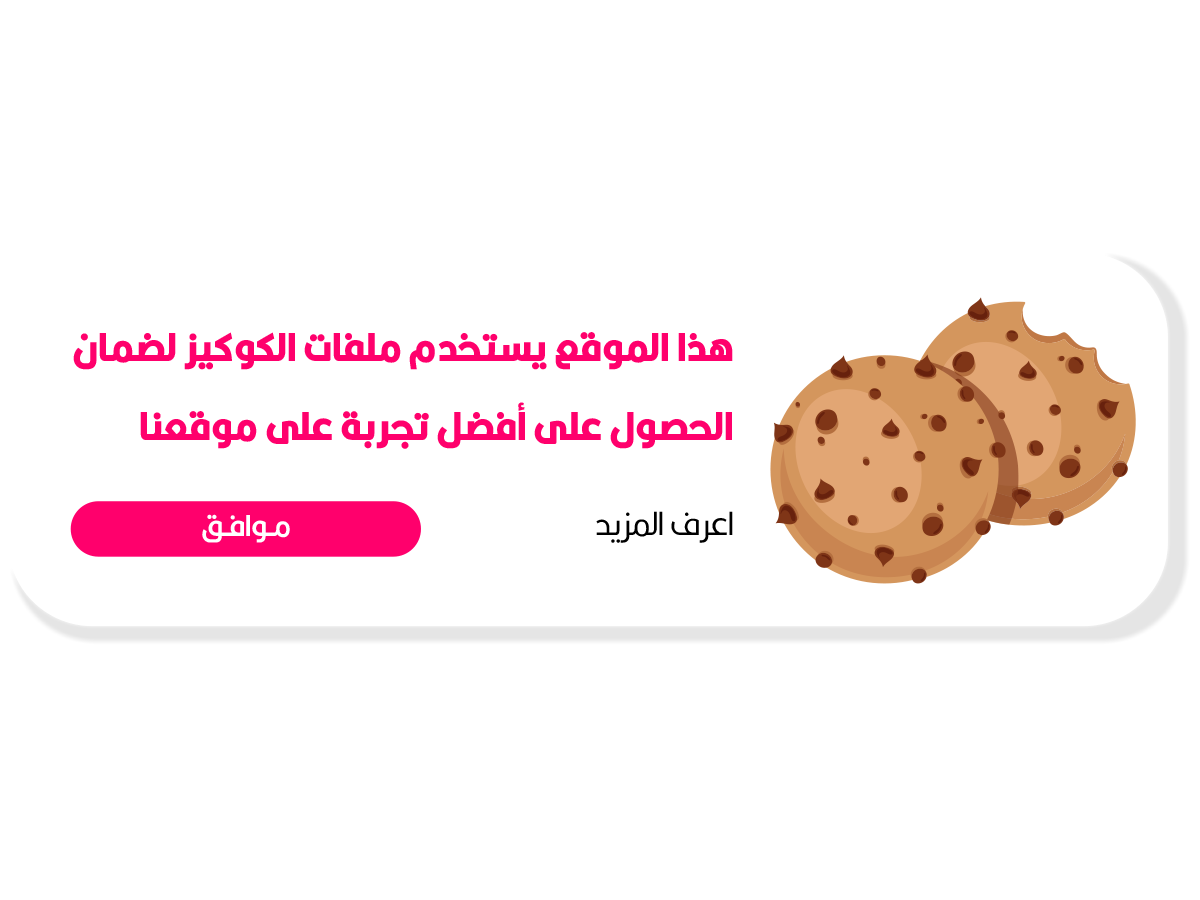 هذا الموقع يستخدم ملفات الكوكيز لضمان
الحصول على أفضل تجربة على موقعنا
اعرف المزيد
موافق